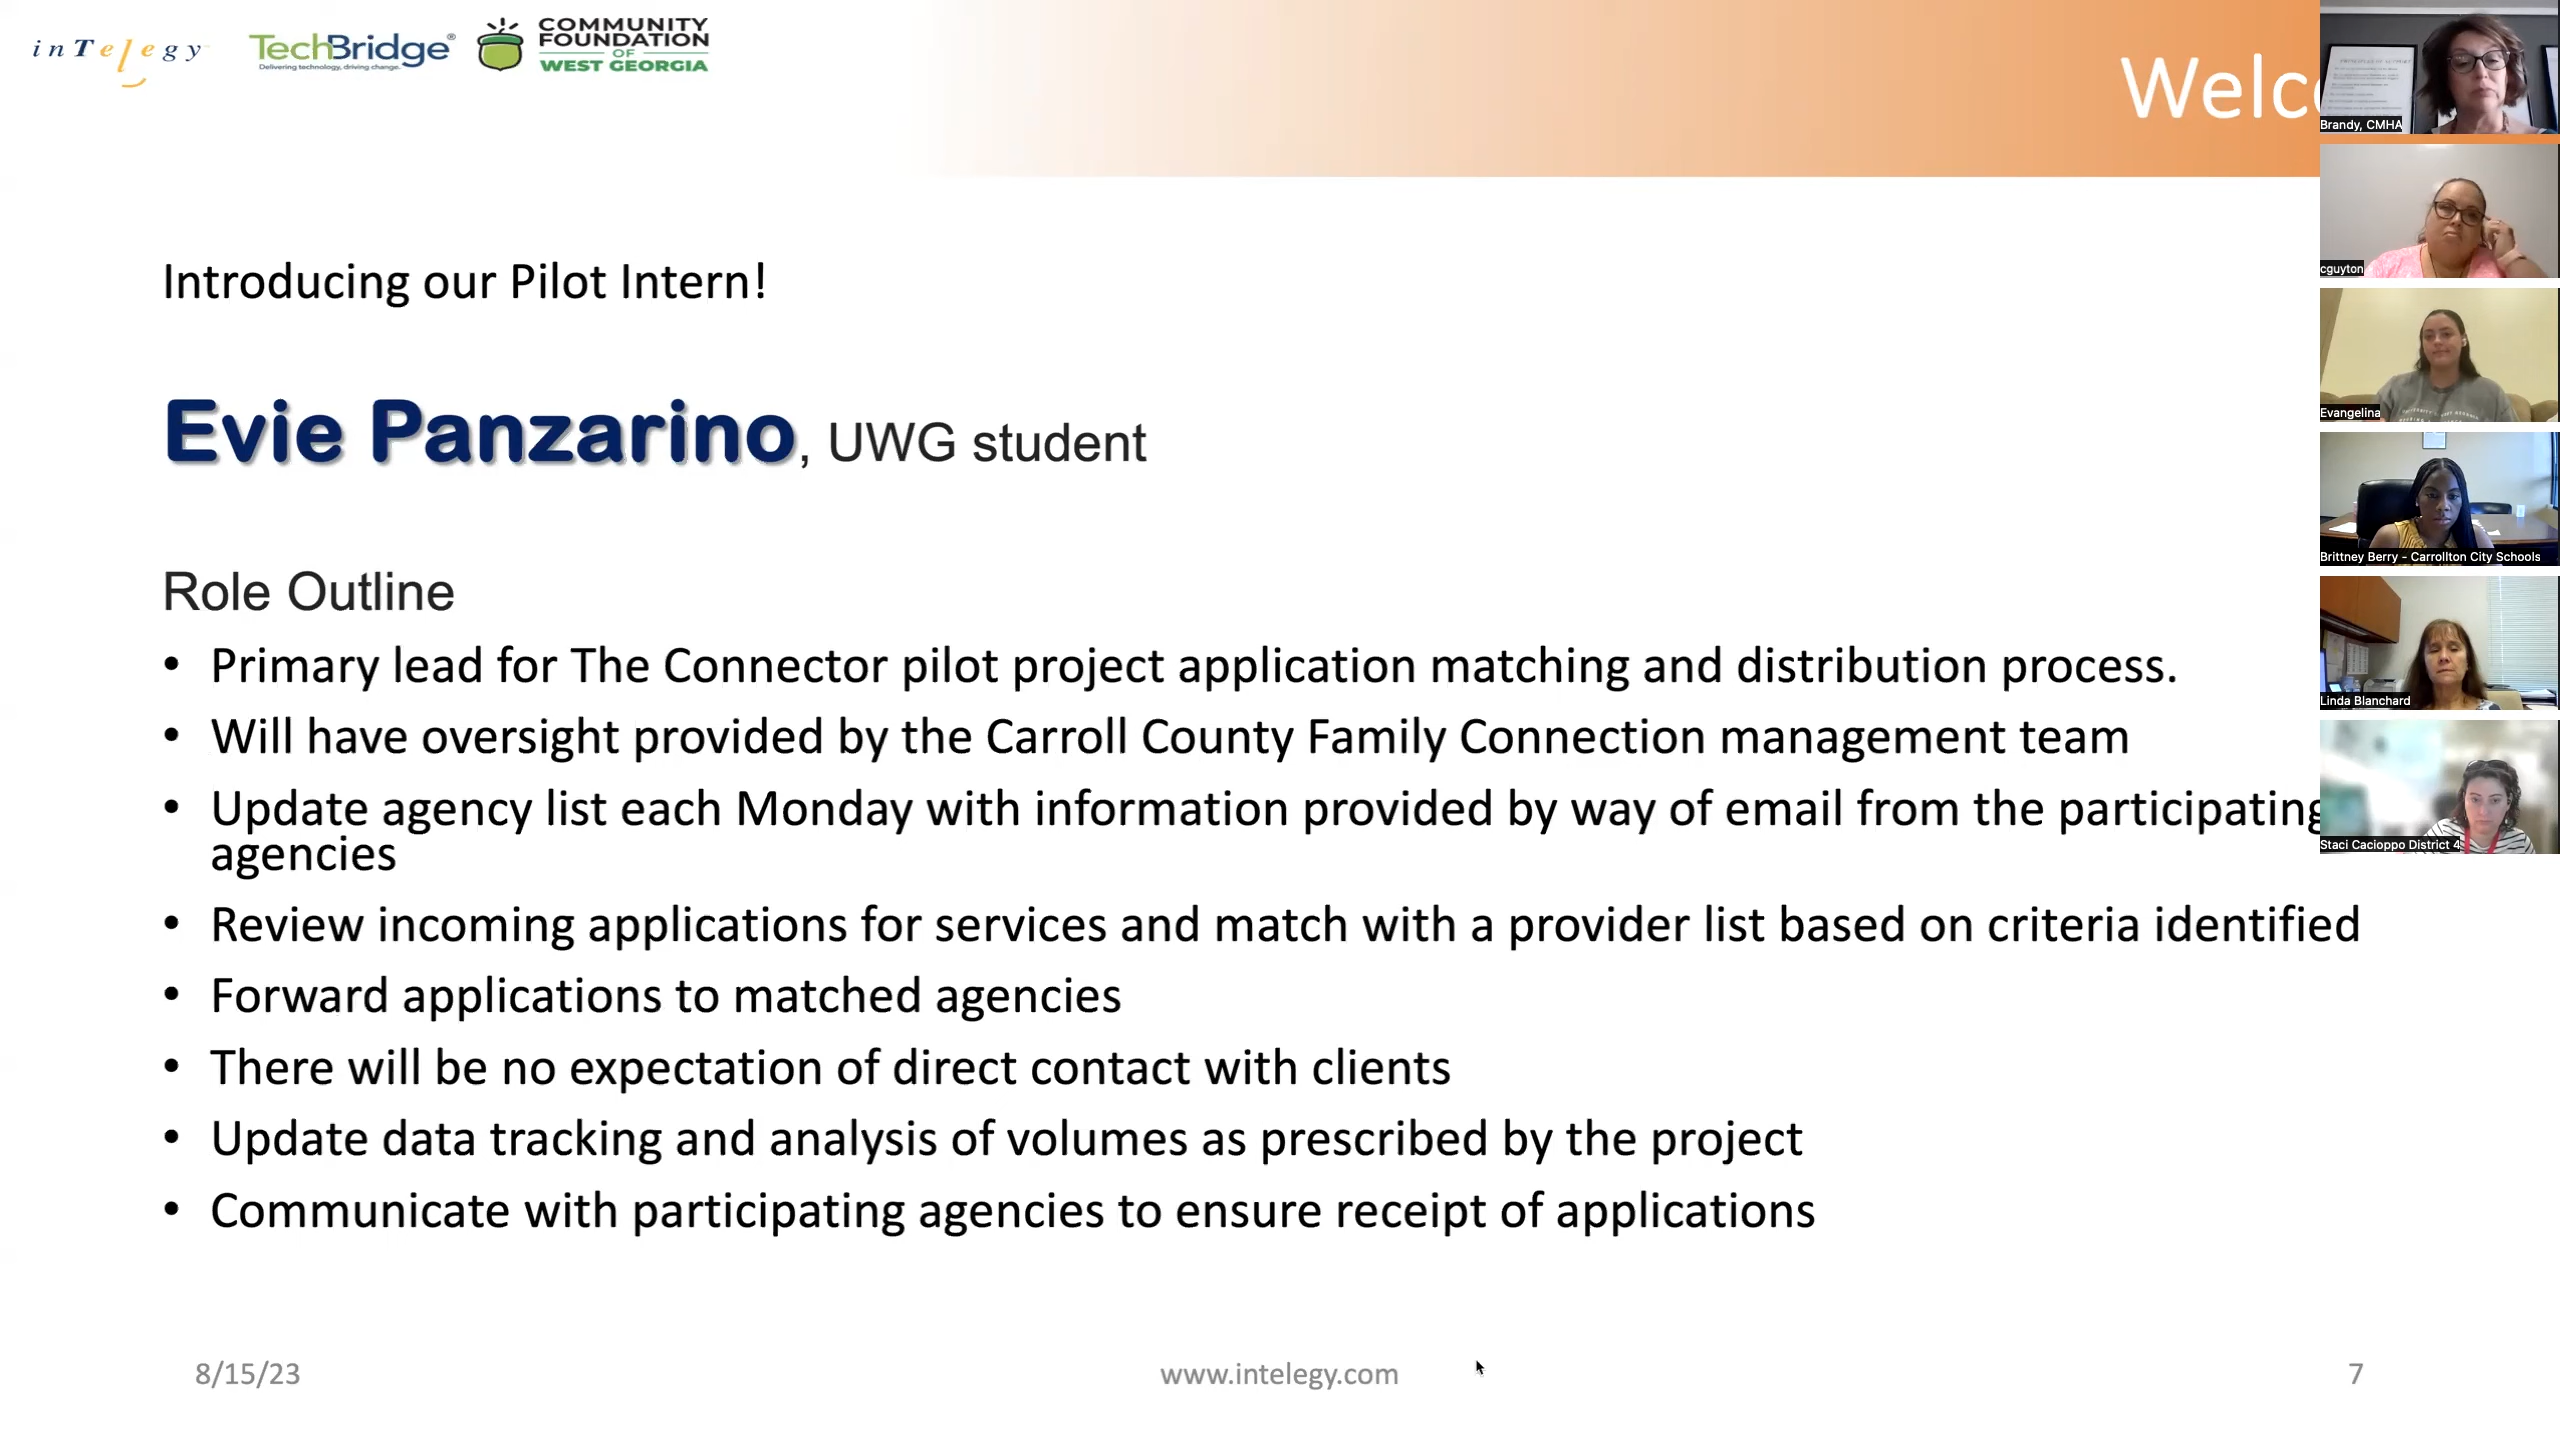 inTelegy
TechBridge®
Delivering technology, driving change.
COMMUNITY
FOUNDATION
OF
WEST GEORGIA
Welc
Introducing our Pilot Intern!
Evie Panzarino, UWG student
Role Outline
• Primary lead for The Connector pilot project application matching and distribution process.
• Will have oversight provided by the Carroll County Family Connection management team
• Update agency list each Monday with information provided by way of email from the participating
agencies
• Review incoming applications for services and match with a provider list based on criteria identified
• Forward applications to matched agencies
• There will be no expectation of direct contact with clients
• Update data tracking and analysis of volumes as prescribed by the project
• Communicate with participating agencies to ensure receipt of applications
8/15/23
www.intelegy.com
7
Brandy, CMHA
cguyton
Evangelina
Brittney Berry - Carrollton City Schools
Linda Blanchard
Staci Cacioppo District 4